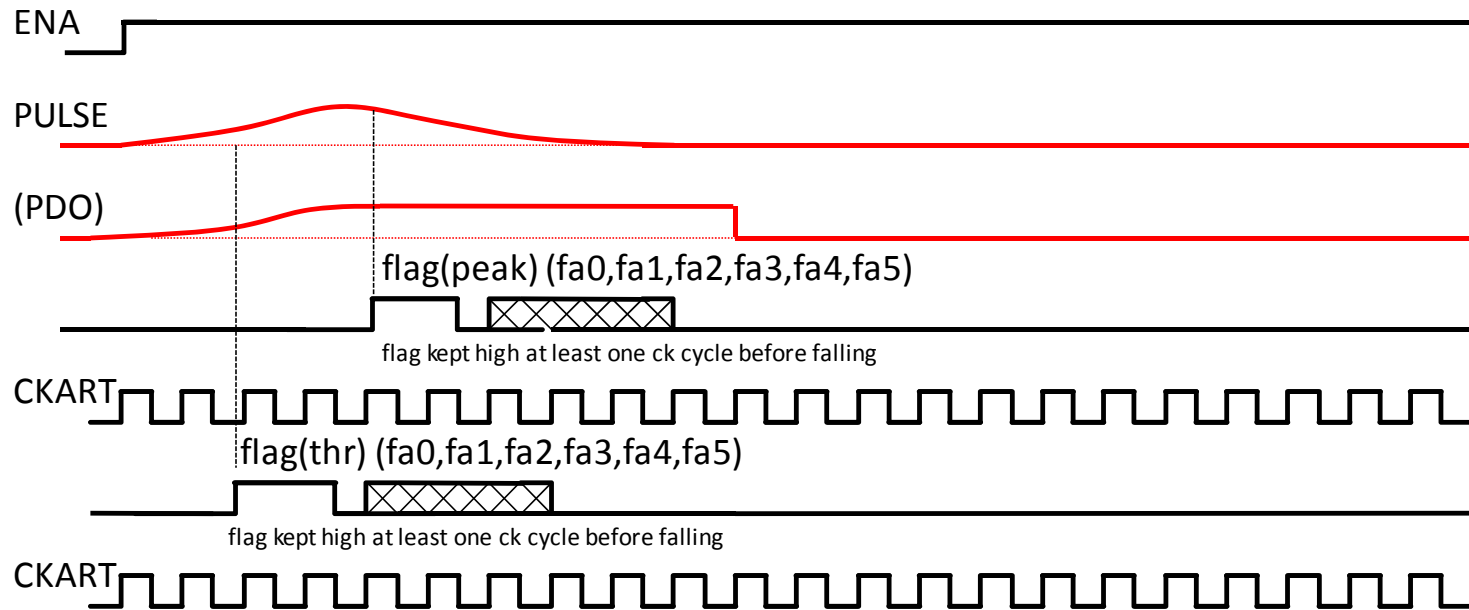 ENA
PULSE
(PDO)
flag(peak) (fa0,fa1,fa2,fa3,fa4,fa5)
flag kept high at least one ck cycle before falling
CKART
flag(thr) (fa0,fa1,fa2,fa3,fa4,fa5)
flag kept high at least one ck cycle before falling
CKART